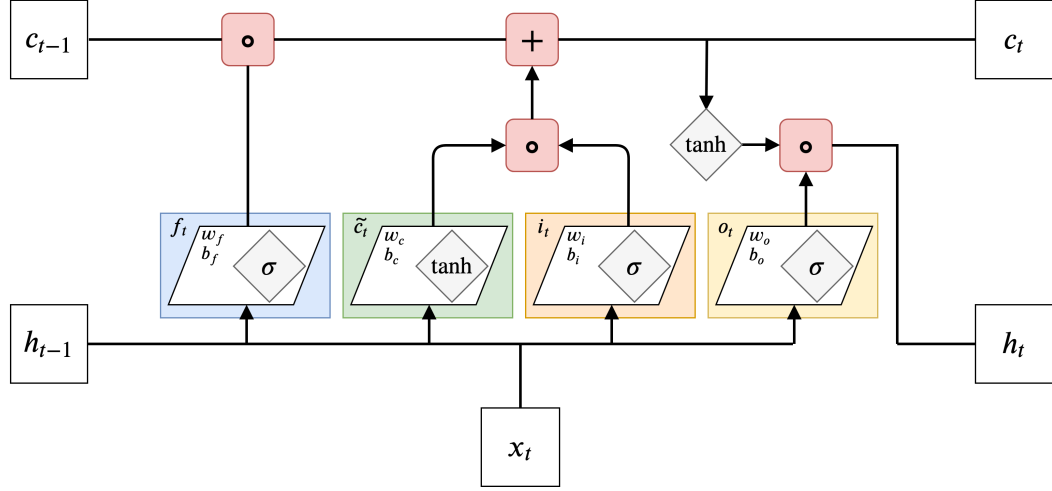 c_{t-1} ∘ + c_t
tanh ∘ ∘
f_t w_f b_f σ
c̃_t w_c b_c tanh
i_t w_i b_i σ
o_t w_o b_o σ
h_{t-1} h_t
x_t